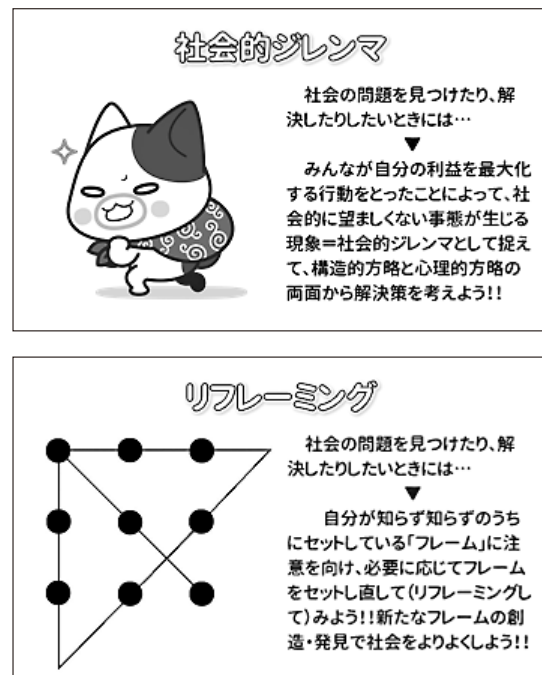 社会的ジレンマ
社会の問題を見つけたり、解
決したりしたいときには…
▼
みんなが自分の利益を最大化
する行動をとったことによって、社
会的に望ましくない事態が生じる
現象＝社会的ジレンマとして捉え
て、構造的方略と心理的方略の
両面から解決策を考えよう!!
リフレーミング
社会の問題を見つけたり、解
決したりしたいときには…
▼
自分が知らず知らずのうち
にセットしている「フレーム」に注
意を向け、必要に応じてフレーム
をセットし直して(リフレーミングし
て)みよう!!新たなフレームの創
造・発見で社会をよりよくしよう!!